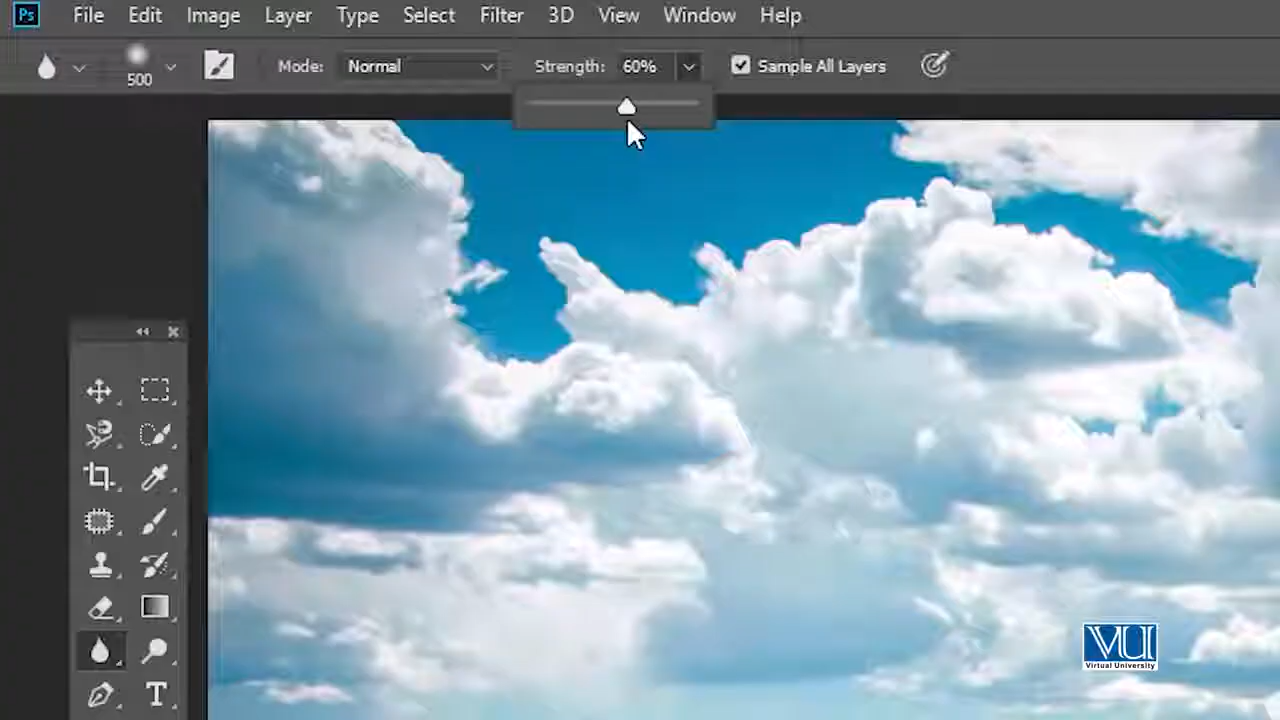 Ps File Edit Image Layer Type Select Filter 3D View Window Help
500 Mode: Normal Strength: 60% Sample All Layers
T
VU
Virtual University